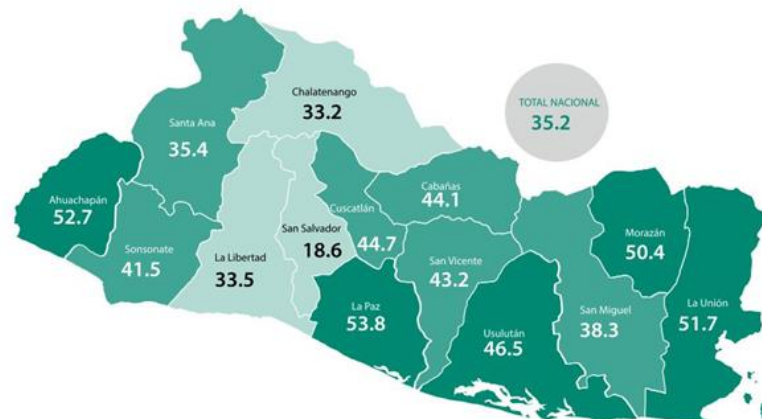 Chalatenango
33.2
TOTAL NACIONAL
35.2
Santa Ana
35.4
Ahuachapán
52.7
Sonsonate
41.5
La Libertad
33.5
San Salvador
18.6
Cuscatlán
44.7
Cabañas
44.1
San Vicente
43.2
La Paz
53.8
Usulután
46.5
San Miguel
38.3
Morazán
50.4
La Unión
51.7